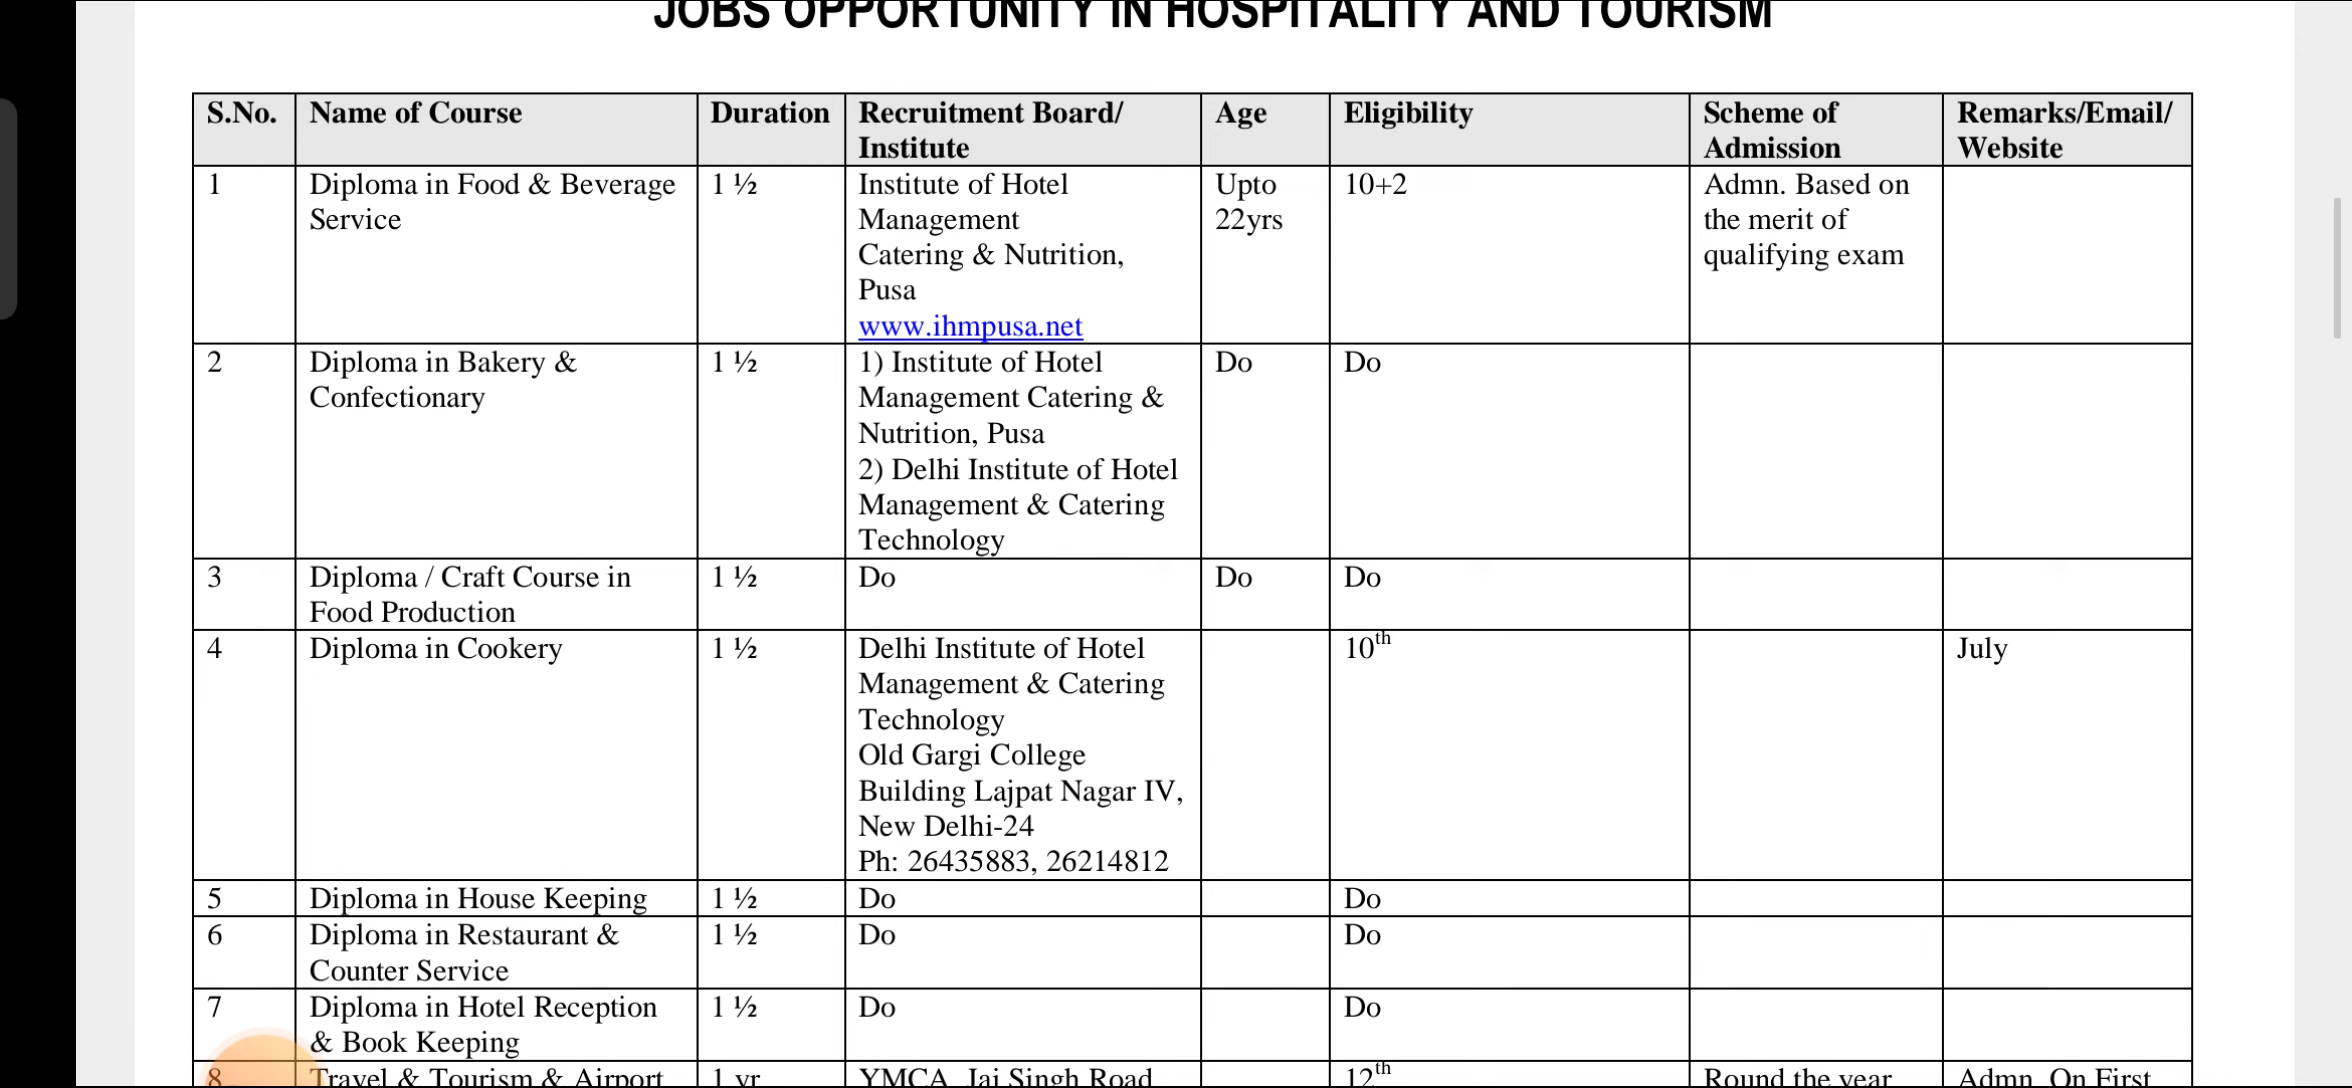 JOBS OPPORTUNITY IN HOSPITALITY AND TOURISM
S.No. Name of Course Duration Recruitment Board/ Age Eligibility Scheme of Remarks/Email/
Institute Admission Website
1 Diploma in Food & Beverage 1 ½ Institute of Hotel Upto 10+2 Admn. Based on
Service Management 22yrs the merit of
Catering & Nutrition, qualifying exam
Pusa
www.ihmpusa.net
2 Diploma in Bakery & 1 ½ 1) Institute of Hotel Do Do
Confectionary Management Catering &
Nutrition, Pusa
2) Delhi Institute of Hotel
Management & Catering
Technology
3 Diploma / Craft Course in 1 ½ Do Do Do
Food Production
4 Diploma in Cookery 1 ½ Delhi Institute of Hotel 10th July
Management & Catering
Technology
Old Gargi College
Building Lajpat Nagar IV,
New Delhi-24
Ph: 26435883, 26214812
5 Diploma in House Keeping 1 ½ Do Do
6 Diploma in Restaurant & 1 ½ Do Do
Counter Service
7 Diploma in Hotel Reception 1 ½ Do Do
& Book Keeping
8 Travel & Tourism & Airport 1 yr YMCA, Jai Singh Road 12th Round the year Admn. On First